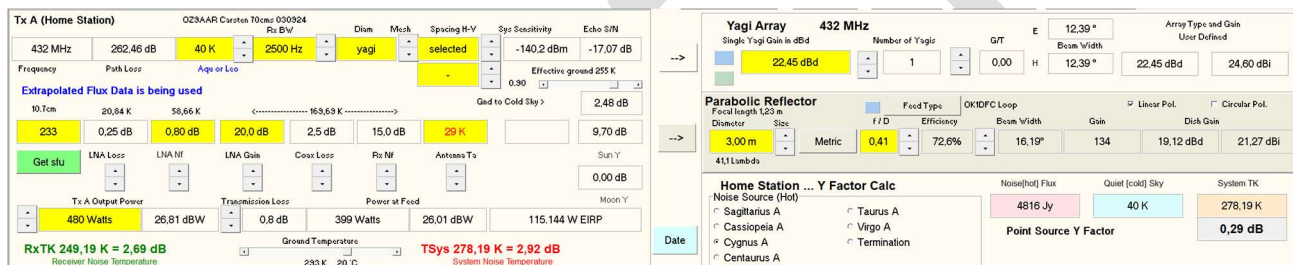 Tx A (Home Station)
OZ9AAR Carsten 70cms 030924
Rx BW Diam Mesh Spacing H-V Sys Sensitivity Echo S/N
432 MHz 262,46 dB 40 K 2500 Hz yagi selected -140,2 dBm -17,07 dB
Frequency Path Loss Aqu or Leo - Effective ground 255 K
0.90
Extrapolated Flux Data is being used
Gnd to Cold Sky > 2,48 dB
10.7cm 20,84 K 58,66 K <---------------- 163,63 K ---------------->
233 0,25 dB 0,80 dB 20,0 dB 2,5 dB 15,0 dB 29 K 9,70 dB
Get sfu LNA Loss LNA Nf LNA Gain Coax Loss Rx Nf Antenna Ta Sun Y
0,00 dB
Tx A Output Power Transmission Loss Power at Feed Moon Y
480 Watts 26,81 dBW 0,8 dB 399 Watts 26,01 dBW 115.144 W EIRP
RxTK 249,19 K = 2,69 dB
Receiver Noise Temperature
Ground Temperature
293 K 20 °C
TSys 278,19 K = 2,92 dB
System Noise Temperature
-->
-->
Date
Yagi Array 432 MHz
Single Yagi Gain in dBd Number of Yagis G/T E 12,39 º Array Type and Gain
User Defined
Beam Width
22,45 dBd 1 0,00 H 12,39 º 22,45 dBd 24,60 dBi
Parabolic Reflector
Focal length 1,23 m
Feed Type OK1DFC Loop Linear Pol. Circular Pol.
Diameter Size f / D Efficiency Beam Width Gain Dish Gain
3,00 m Metric 0,41 72,6% 16,19º 134 19,12 dBd 21,27 dBi
41,1 Lambda
Home Station ... Y Factor Calc
Noise[hot] Flux Quiet [cold] Sky System TK
Noise Source (Hot)
4816 Jy 40 K 278,19 K
Sagittarius A Taurus A
Cassiopeia A Virgo A
Cygnus A Termination
Centaurus A
Point Source Y Factor 0,29 dB